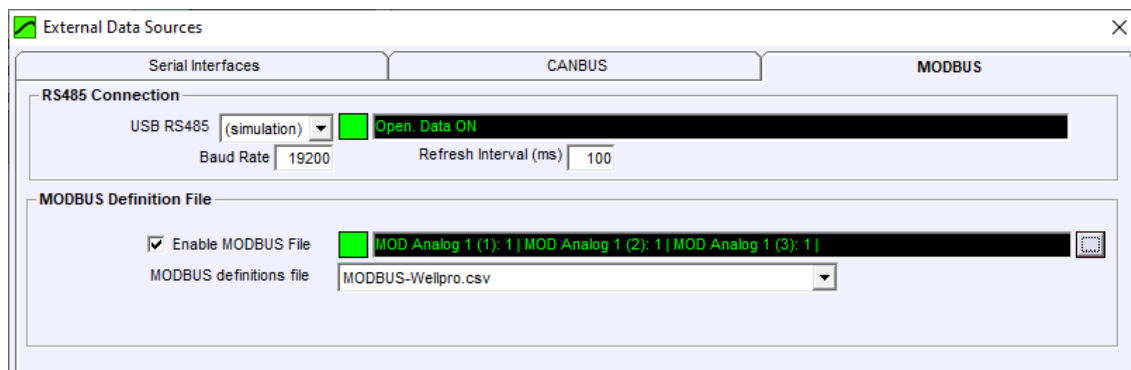 External Data Sources
Serial Interfaces CANBUS MODBUS
RS485 Connection
USB RS485 (simulation) Open. Data ON
Baud Rate 19200 Refresh Interval (ms) 100
MODBUS Definition File
Enable MODBUS File MOD Analog 1 (1): 1 | MOD Analog 1 (2): 1 | MOD Analog 1 (3): 1 |
MODBUS definitions file MODBUS-Wellpro.csv